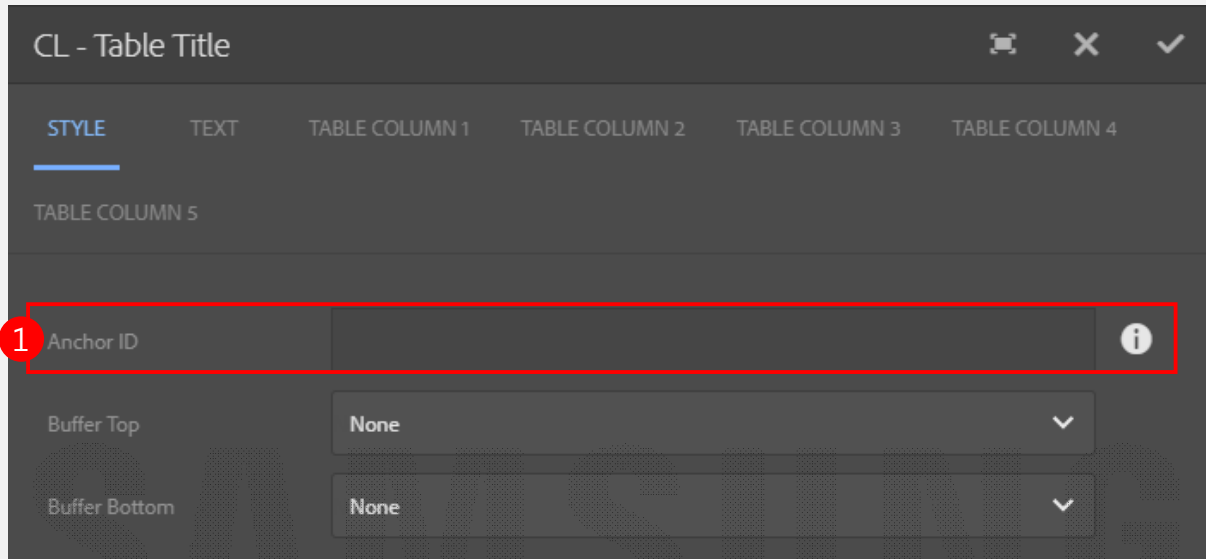 CL - Table Title
STYLE TEXT TABLE COLUMN 1 TABLE COLUMN 2 TABLE COLUMN 3 TABLE COLUMN 4
TABLE COLUMN 5
1 Anchor ID
Buffer Top None
Buffer Bottom None
SAMSUNG